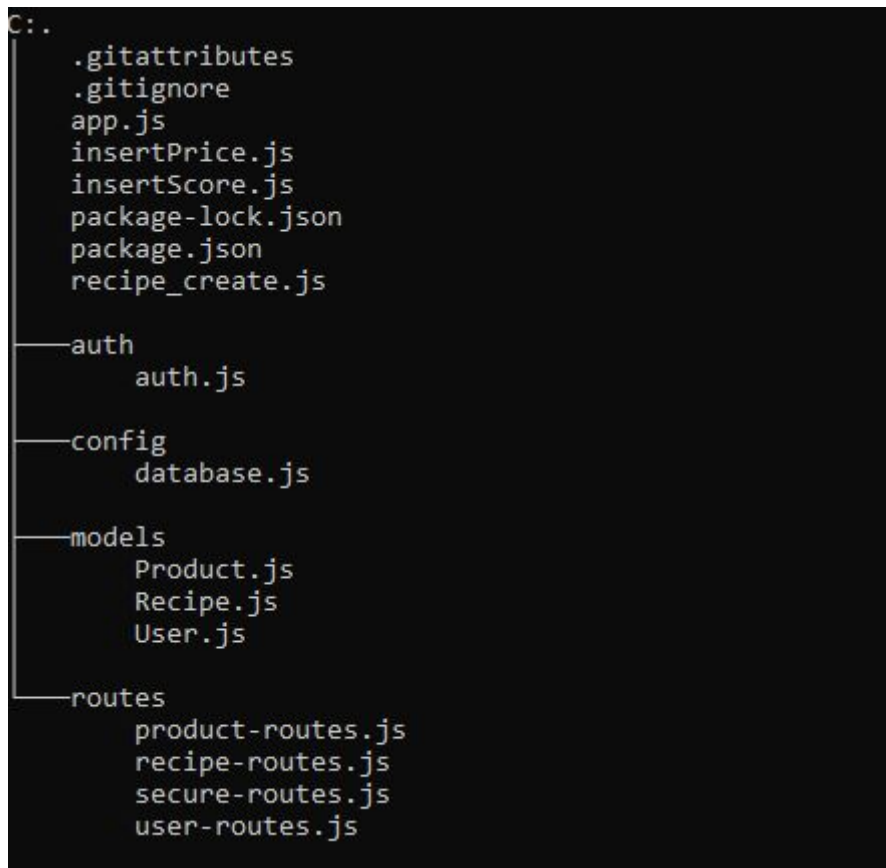 C:.
.gitattributes
.gitignore
app.js
insertPrice.js
insertScore.js
package-lock.json
package.json
recipe_create.js
auth
auth.js
config
database.js
models
Product.js
Recipe.js
User.js
routes
product-routes.js
recipe-routes.js
secure-routes.js
user-routes.js